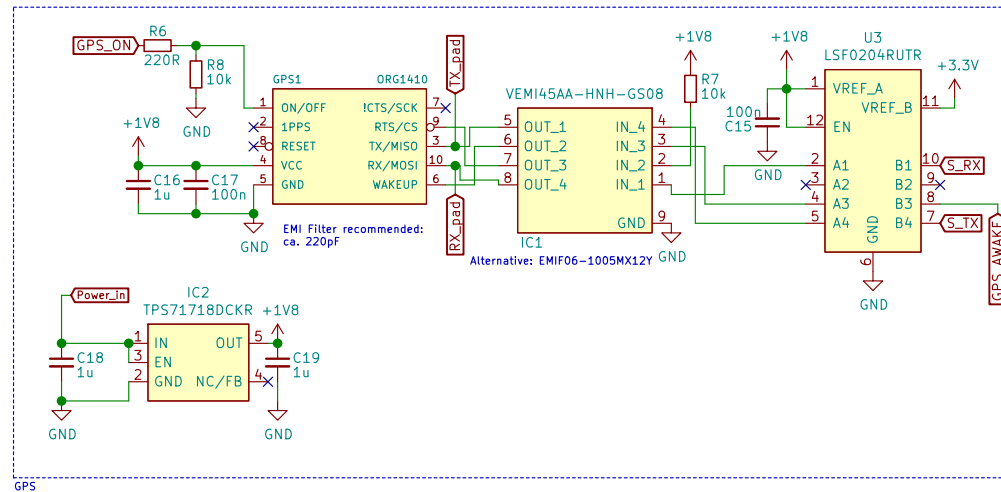 R6
GPS_ON
220R
R8
10k
GND
+1V8
C16
1u
C17
100n
GND
GPS1
ORG1410
1 ON/OFF
2 1PPS
8 RESET
4 VCC
5 GND
!CTS/SCK 7
RTS/CS 9
TX/MISO 3
RX/MOSI 10
WAKEUP 6
TX_pad
RX_pad
EMI Filter recommended:
ca. 220pF
VEMI45AA-HNH-GS08
5 OUT_1
6 OUT_2
7 OUT_3
8 OUT_4
IN_4 4
IN_3 3
IN_2 2
IN_1 1
GND 9
IC1
GND
Alternative: EMIF06-1005MX12Y
+1V8
R7
10k
+1V8
100n
C15
GND
U3
LSF0204RUTR
+3.3V
1 VREF_A
VREF_B 11
12 EN
2 A1
3 A2
4 A3
5 A4
B1 10
B2 9
B3 8
B4 7
GND
6
GND
S_RX
S_TX
GPS_AWAKE
Power_in
IC2
TPS71718DCKR
+1V8
1 IN
3 EN
2 GND
OUT 5
NC/FB 4
C18
1u
GND
C19
1u
GND
GPS